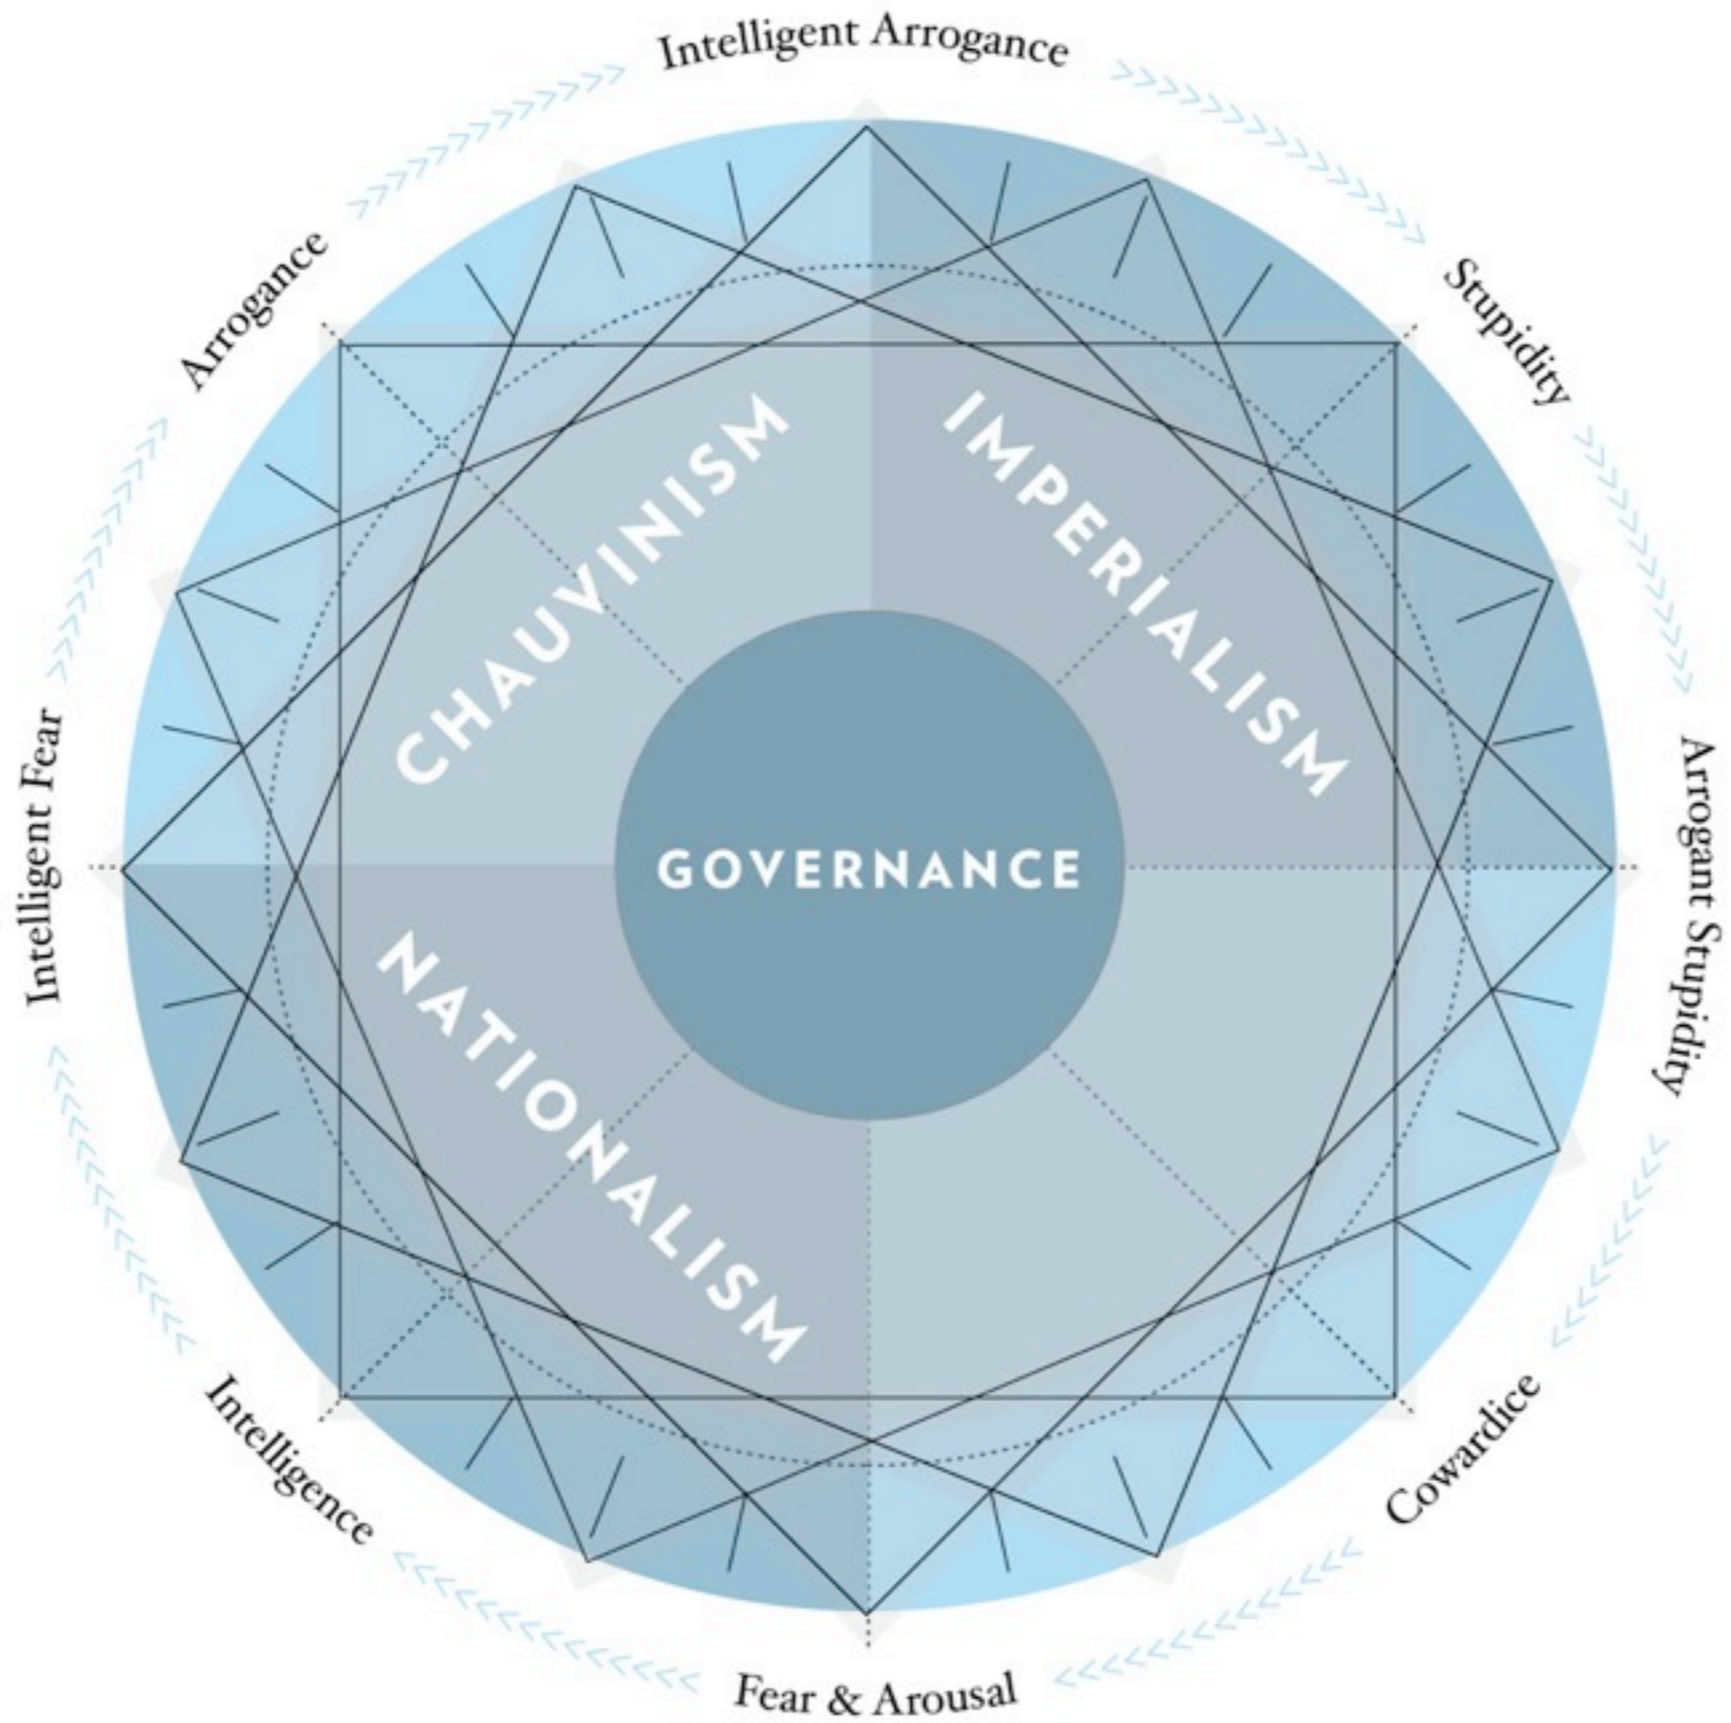 Intelligent Arrogance
Stupidity
Arrogant Stupidity
Cowardice
Fear & Arousal
Intelligence
Intelligent Fear
Arrogance
CHAUVINISM
IMPERIALISM
GOVERNANCE
NATIONALISM